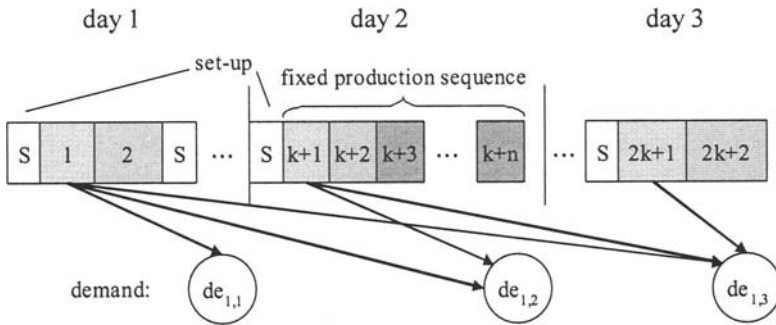 day 1 day 2 day 3
set-up fixed production sequence
S 1 2 S ... S k+1 k+2 k+3 ... k+n ... S 2k+1 2k+2
demand: de1,1 de1,2 de1,3